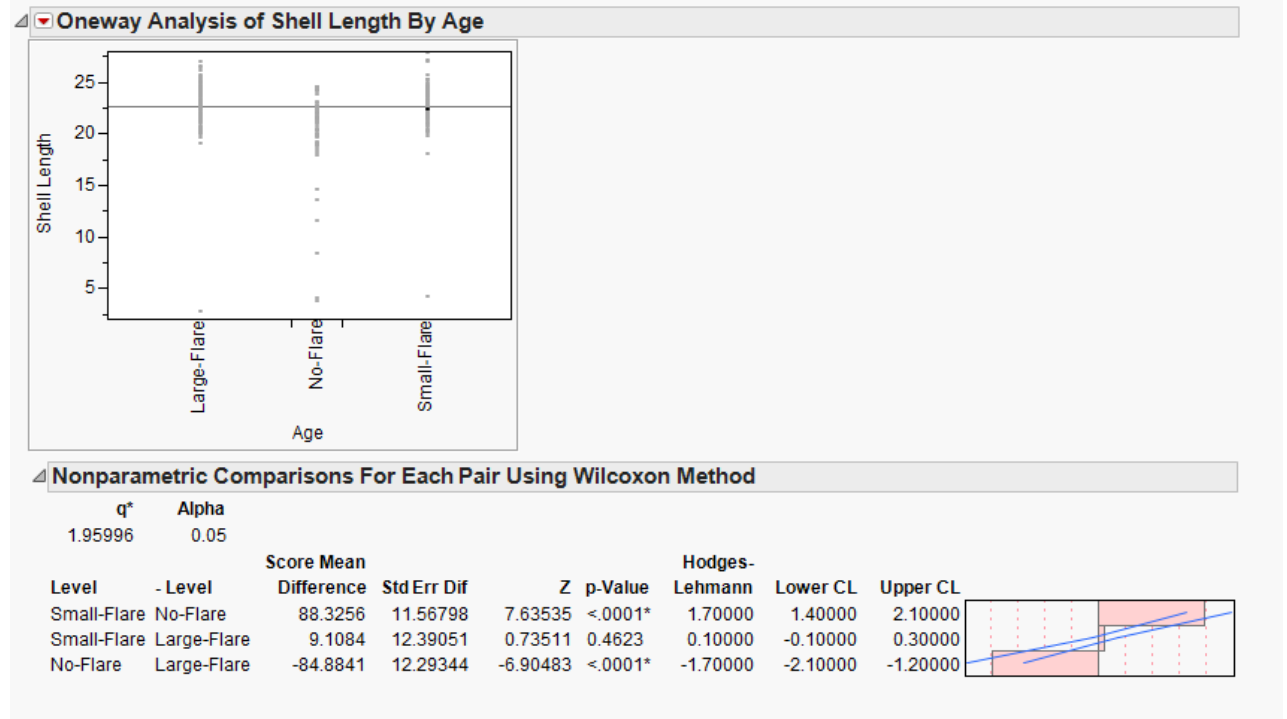 Oneway Analysis of Shell Length By Age
25
20
15
10
5
Shell Length
Large-Flare
No-Flare
Small-Flare
Age
Nonparametric Comparisons For Each Pair Using Wilcoxon Method
q* Alpha
1.95996 0.05
Score Mean Hodges-
Level - Level Difference Std Err Dif Z p-Value Lehmann Lower CL Upper CL
Small-Flare No-Flare 88.3256 11.56798 7.63535 <.0001* 1.70000 1.40000 2.10000
Small-Flare Large-Flare 9.1084 12.39051 0.73511 0.4623 0.10000 -0.10000 0.30000
No-Flare Large-Flare -84.8841 12.29344 -6.90483 <.0001* -1.70000 -2.10000 -1.20000